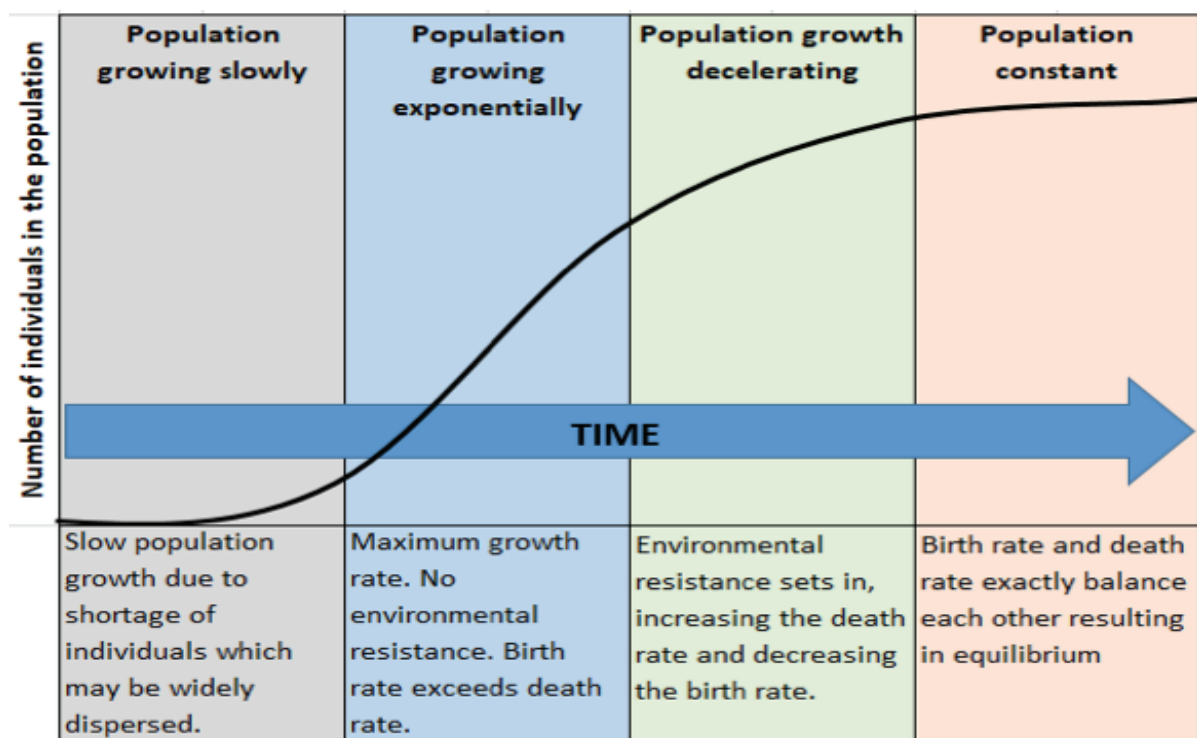 Number of individuals in the population
Population
growing slowly
Population
growing
exponentially
Population growth
decelerating
Population
constant
TIME
Slow population
growth due to
shortage of
individuals which
may be widely
dispersed.
Maximum growth
rate. No
environmental
resistance. Birth
rate exceeds death
rate.
Environmental
resistance sets in,
increasing the death
rate and decreasing
the birth rate.
Birth rate and death
rate exactly balance
each other resulting
in equilibrium